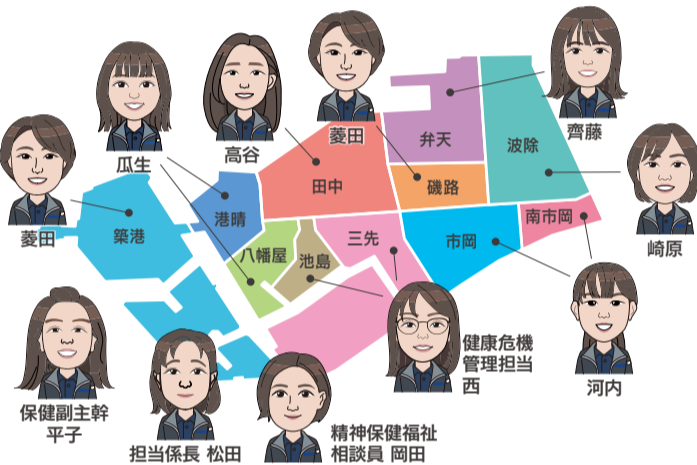 瓜生
高谷
菱田
齊藤
弁天
波除
田中
磯路
菱田
築港
港晴
八幡屋
池島
三先
市岡
南市岡
崎原
保健副主幹
平子
担当係長 松田
精神保健福祉
相談員 岡田
健康危機
管理担当
西
河内